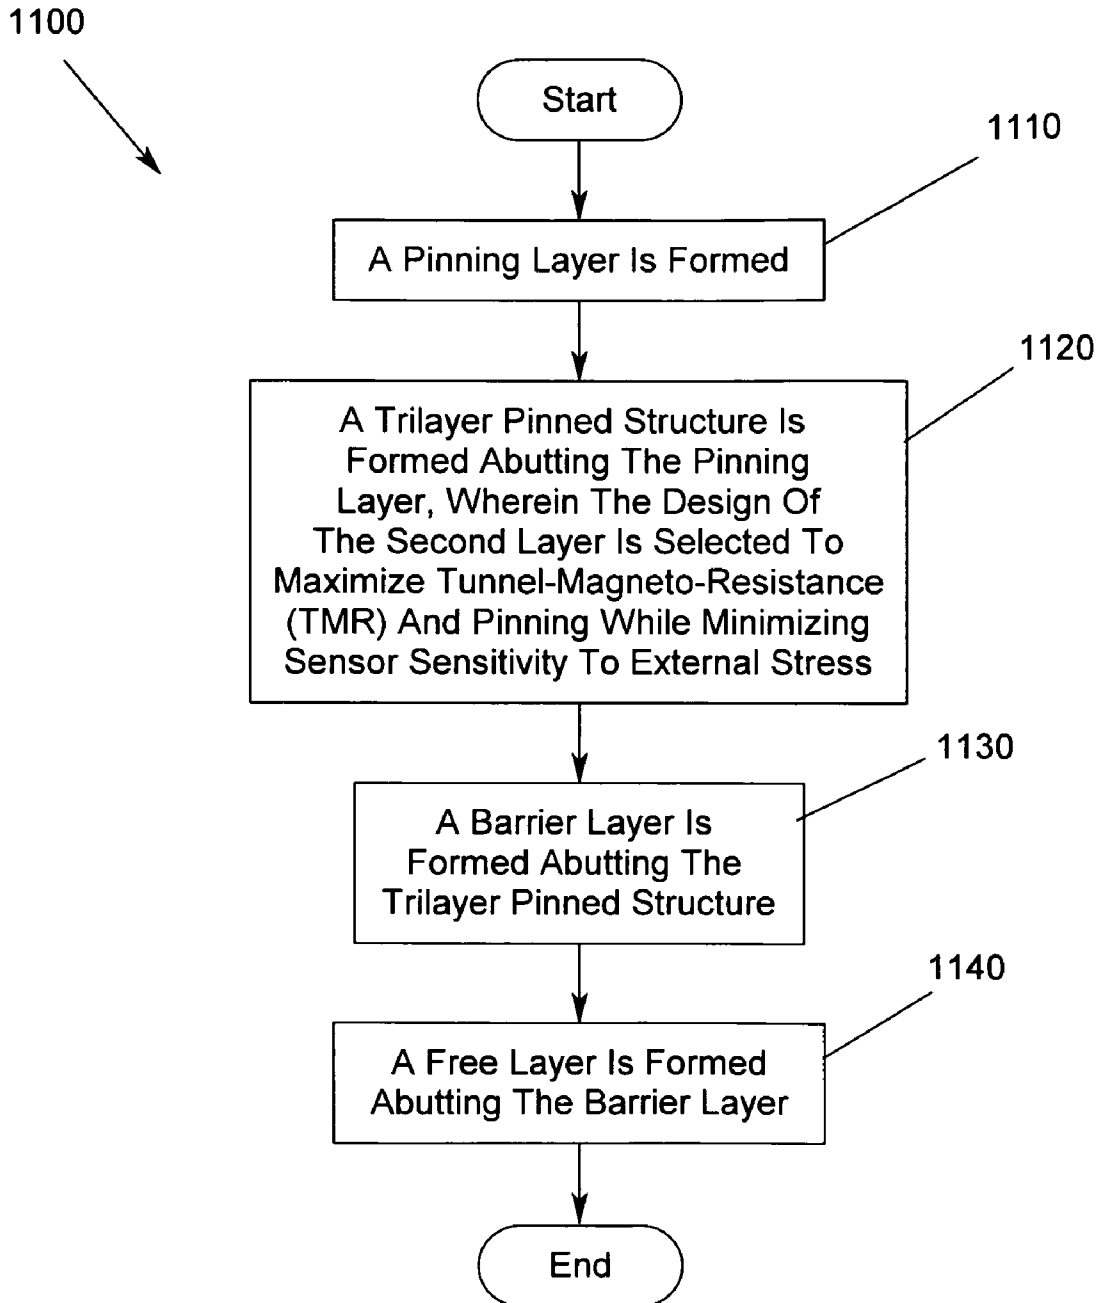 1100
Start
1110
A Pinning Layer Is Formed
1120
A Trilayer Pinned Structure Is
Formed Abutting The Pinning
Layer, Wherein The Design Of
The Second Layer Is Selected To
Maximize Tunnel-Magneto-Resistance
(TMR) And Pinning While Minimizing
Sensor Sensitivity To External Stress
1130
A Barrier Layer Is
Formed Abutting The
Trilayer Pinned Structure
1140
A Free Layer Is Formed
Abutting The Barrier Layer
End